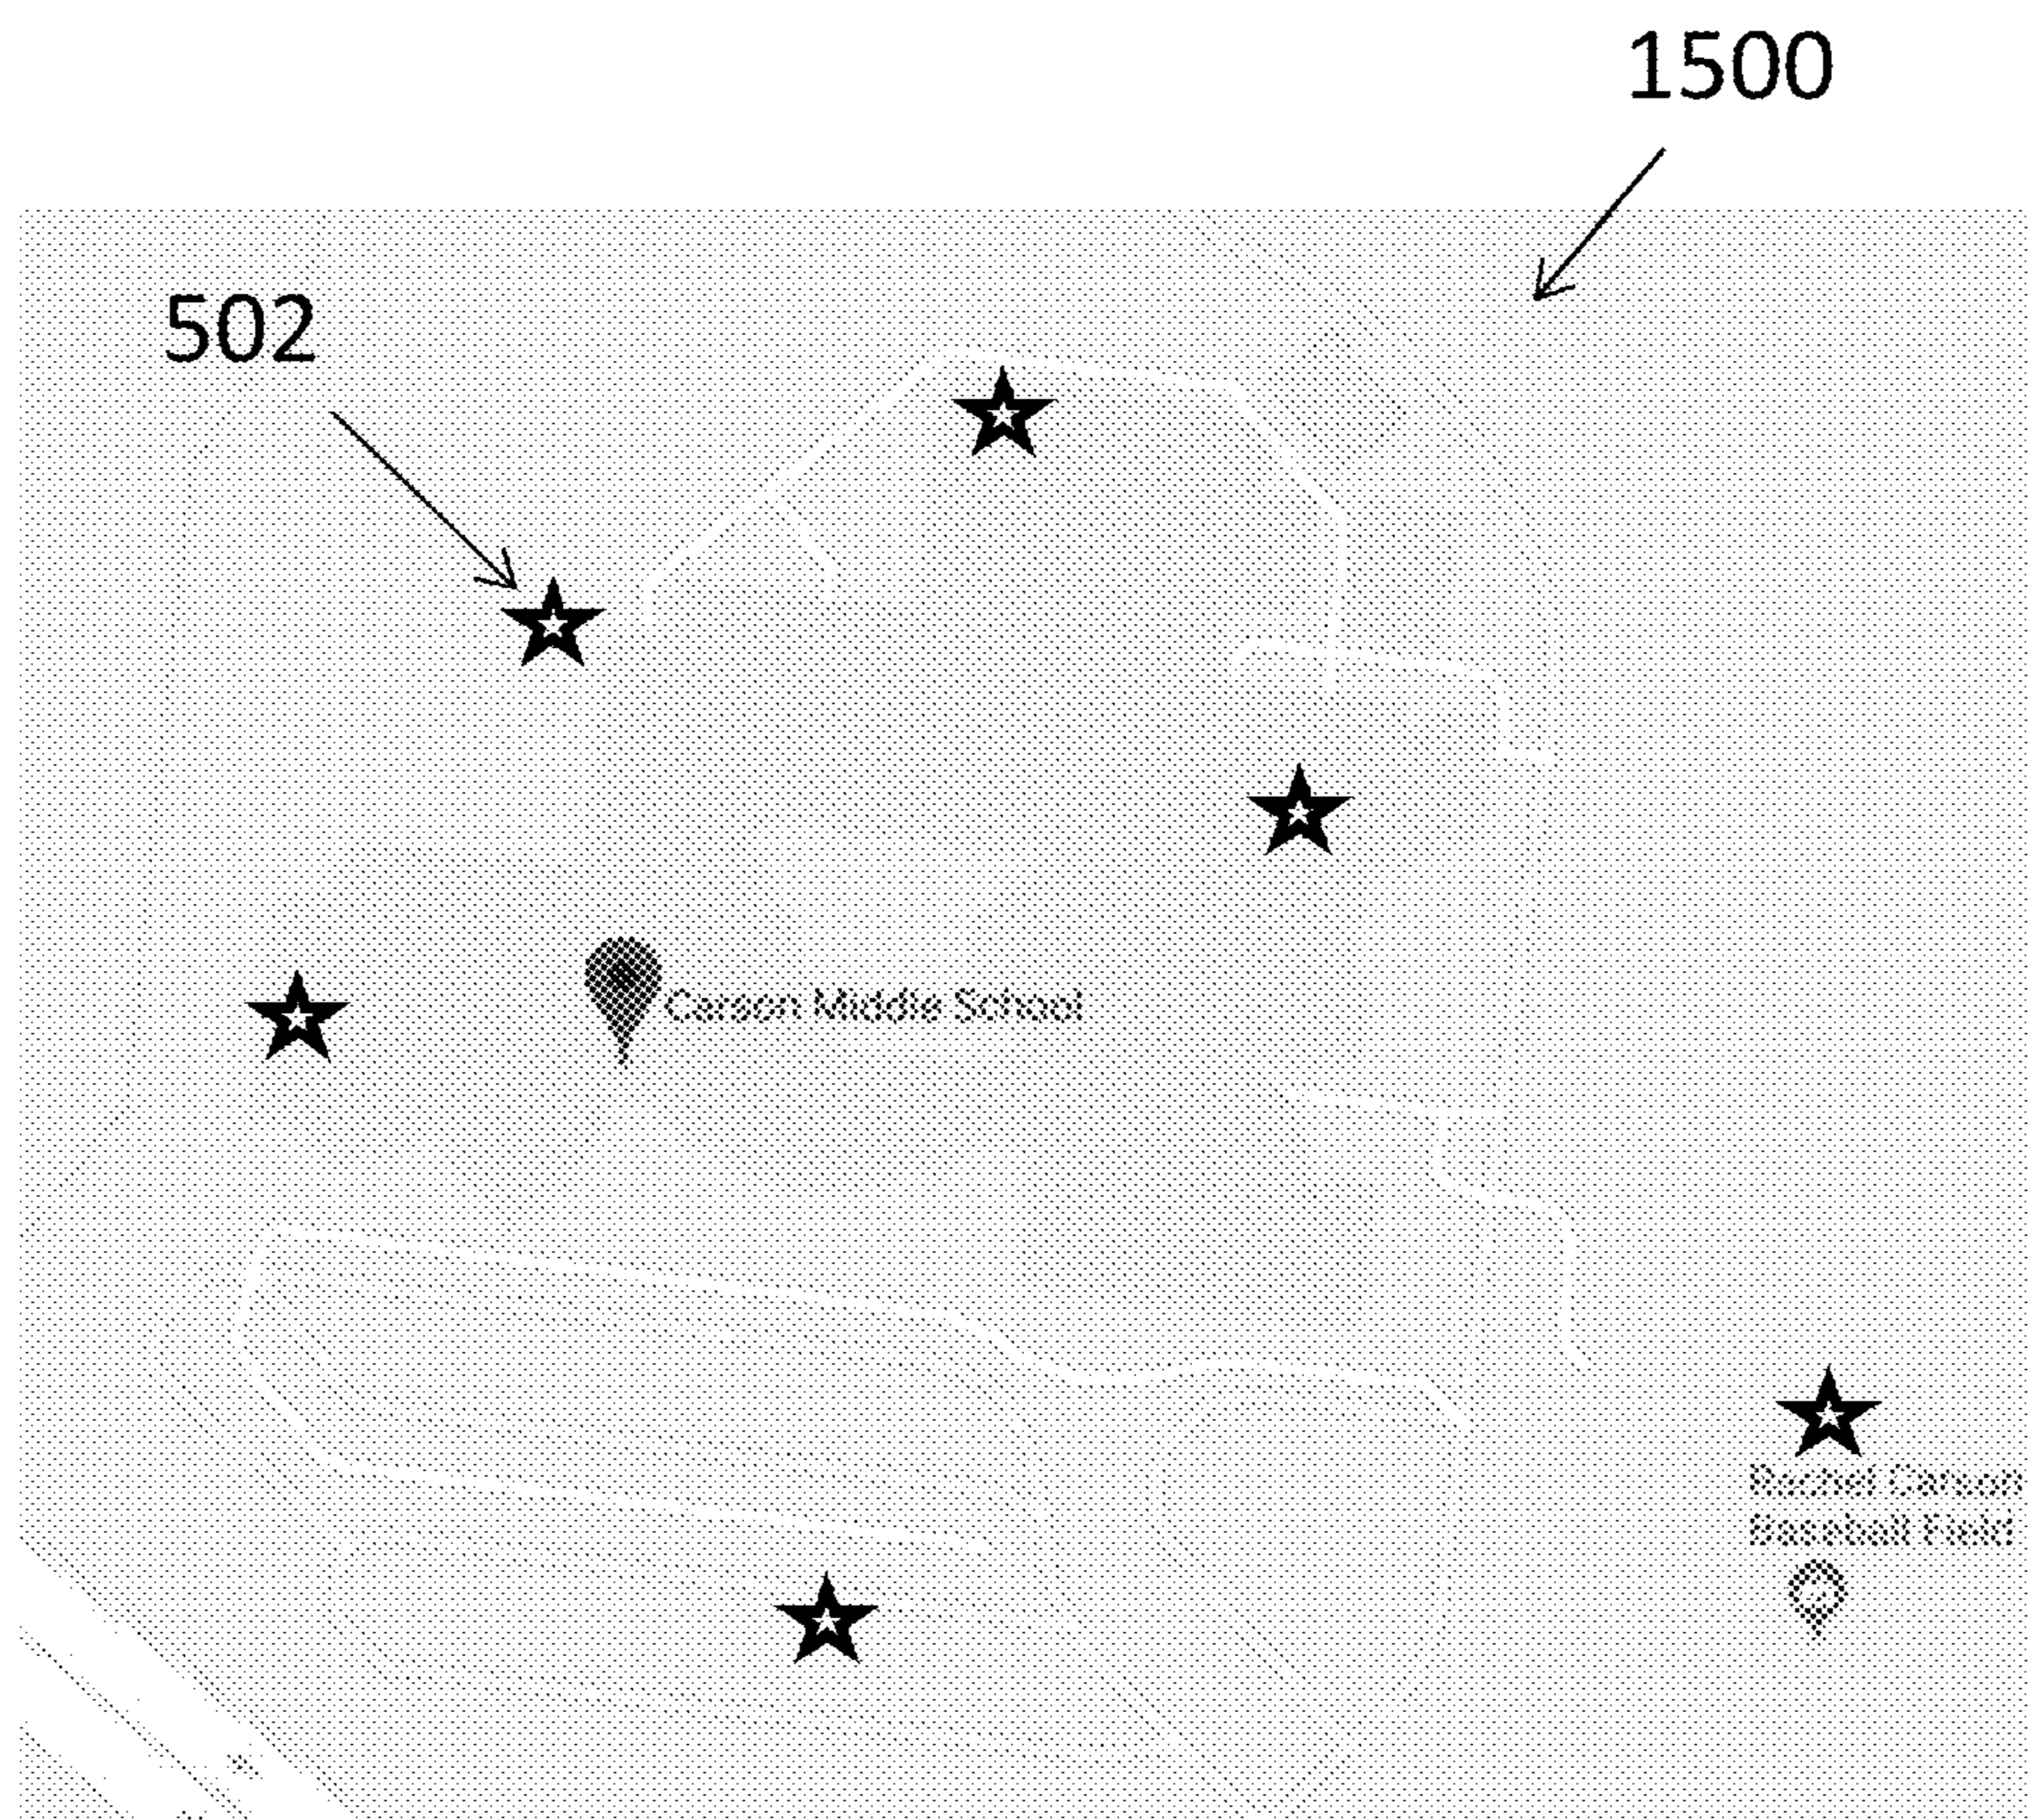 1500
502
Carson Middle School
Rachel Carson
Baseball Field